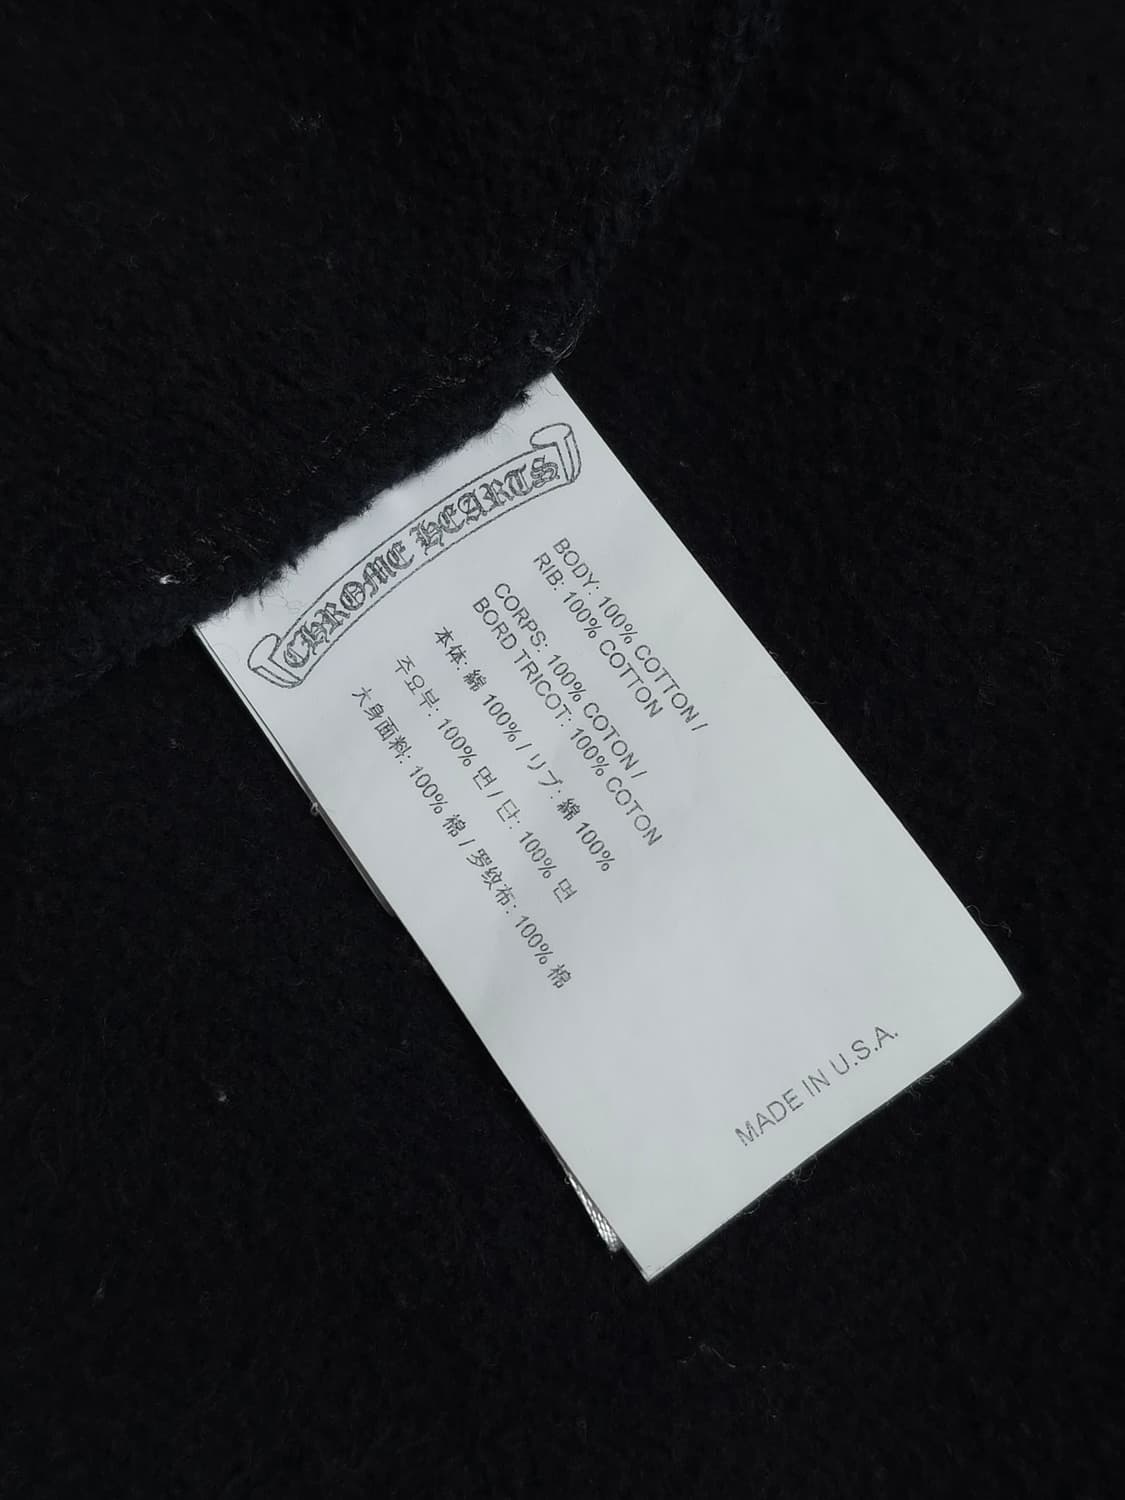 CHROME HEARTS
BODY: 100% COTTON /
RIB: 100% COTTON
CORPS: 100% COTON /
BORD TRICOT: 100% COTON
本体: 綿 100% / リブ: 綿 100%
주요부: 100% 면 / 단: 100% 면
大身面料: 100% 棉 / 罗纹布: 100% 棉
MADE IN U.S.A.